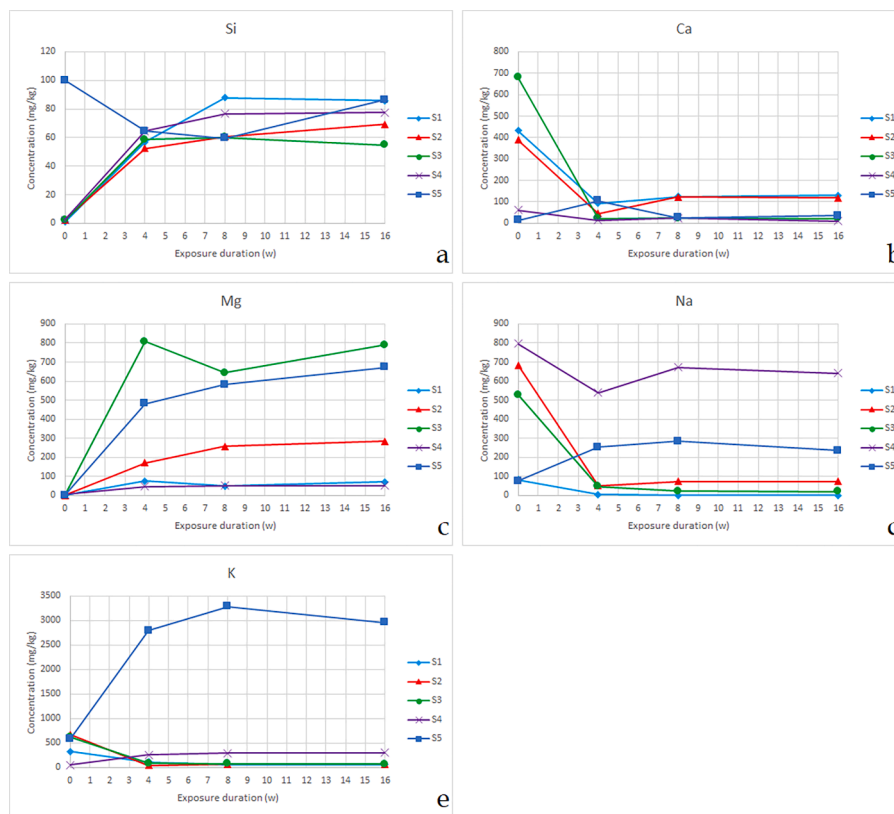 Si
Concentration (mg/kg)
120
100
80
60
40
20
0
0 1 2 3 4 5 6 7 8 9 10 11 12 13 14 15 16
Exposure duration (w)
S1
S2
S3
S4
S5
a
Ca
Concentration (mg/kg)
800
700
600
500
400
300
200
100
0
0 1 2 3 4 5 6 7 8 9 10 11 12 13 14 15 16
Exposure duration (w)
S1
S2
S3
S4
S5
b
Mg
Concentration (mg/kg)
900
800
700
600
500
400
300
200
100
0
0 1 2 3 4 5 6 7 8 9 10 11 12 13 14 15 16
Exposure duration (w)
S1
S2
S3
S4
S5
c
Na
Concentration (mg/kg)
900
800
700
600
500
400
300
200
100
0
0 1 2 3 4 5 6 7 8 9 10 11 12 13 14 15 16
Exposure duration (w)
S1
S2
S3
S4
S5
d
K
Concentration (mg/kg)
3500
3000
2500
2000
1500
1000
500
0
0 1 2 3 4 5 6 7 8 9 10 11 12 13 14 15 16
Exposure duration (w)
S1
S2
S3
S4
S5
e